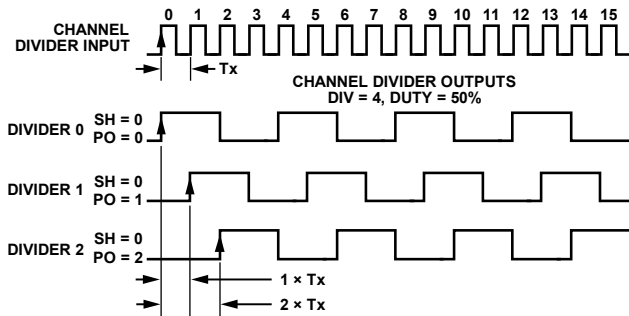 0 1 2 3 4 5 6 7 8 9 10 11 12 13 14 15
CHANNEL
DIVIDER INPUT
Tx
CHANNEL DIVIDER OUTPUTS
DIV = 4, DUTY = 50%
DIVIDER 0
SH = 0
PO = 0
DIVIDER 1
SH = 0
PO = 1
DIVIDER 2
SH = 0
PO = 2
1 × Tx
2 × Tx